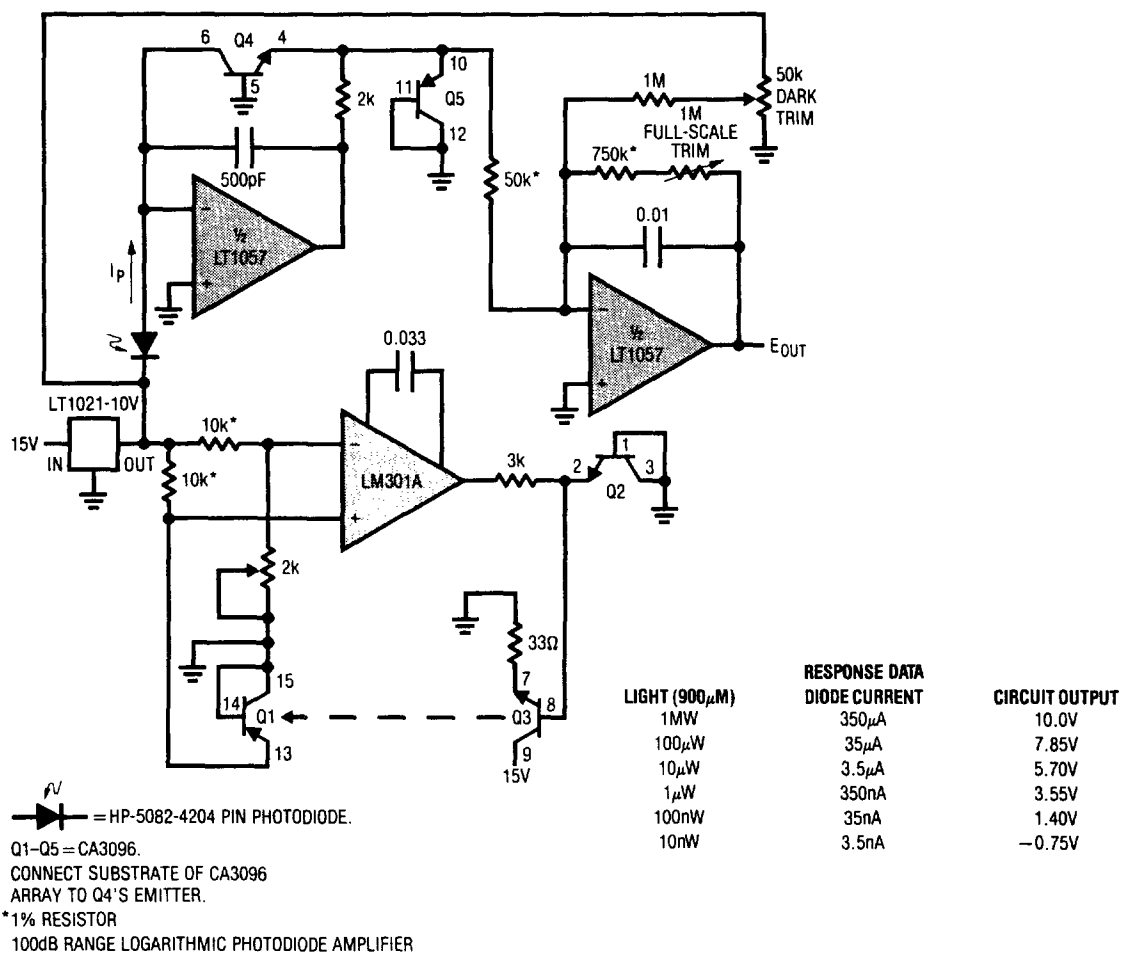 6 Q4 4
5
2k
10
11 Q5
12
50k
DARK
TRIM
1M
1M
FULL-SCALE
TRIM
750k*
500pF
50k*
0.01
−
½
LT1057
+
I_P
−
½
LT1057
+
E_OUT
0.033
LT1021-10V
15V
IN OUT
10k*
10k*
−
LM301A
+
3k
2 1 3
Q2
2k
33Ω
15
14 Q1
13
7
Q3 8
9
15V
RESPONSE DATA
LIGHT (900μM) DIODE CURRENT CIRCUIT OUTPUT
1MW 350μA 10.0V
100μW 35μA 7.85V
10μW 3.5μA 5.70V
1μW 350nA 3.55V
100nW 35nA 1.40V
10nW 3.5nA −0.75V
= HP-5082-4204 PIN PHOTODIODE.
Q1–Q5 = CA3096.
CONNECT SUBSTRATE OF CA3096
ARRAY TO Q4'S EMITTER.
*1% RESISTOR
100dB RANGE LOGARITHMIC PHOTODIODE AMPLIFIER